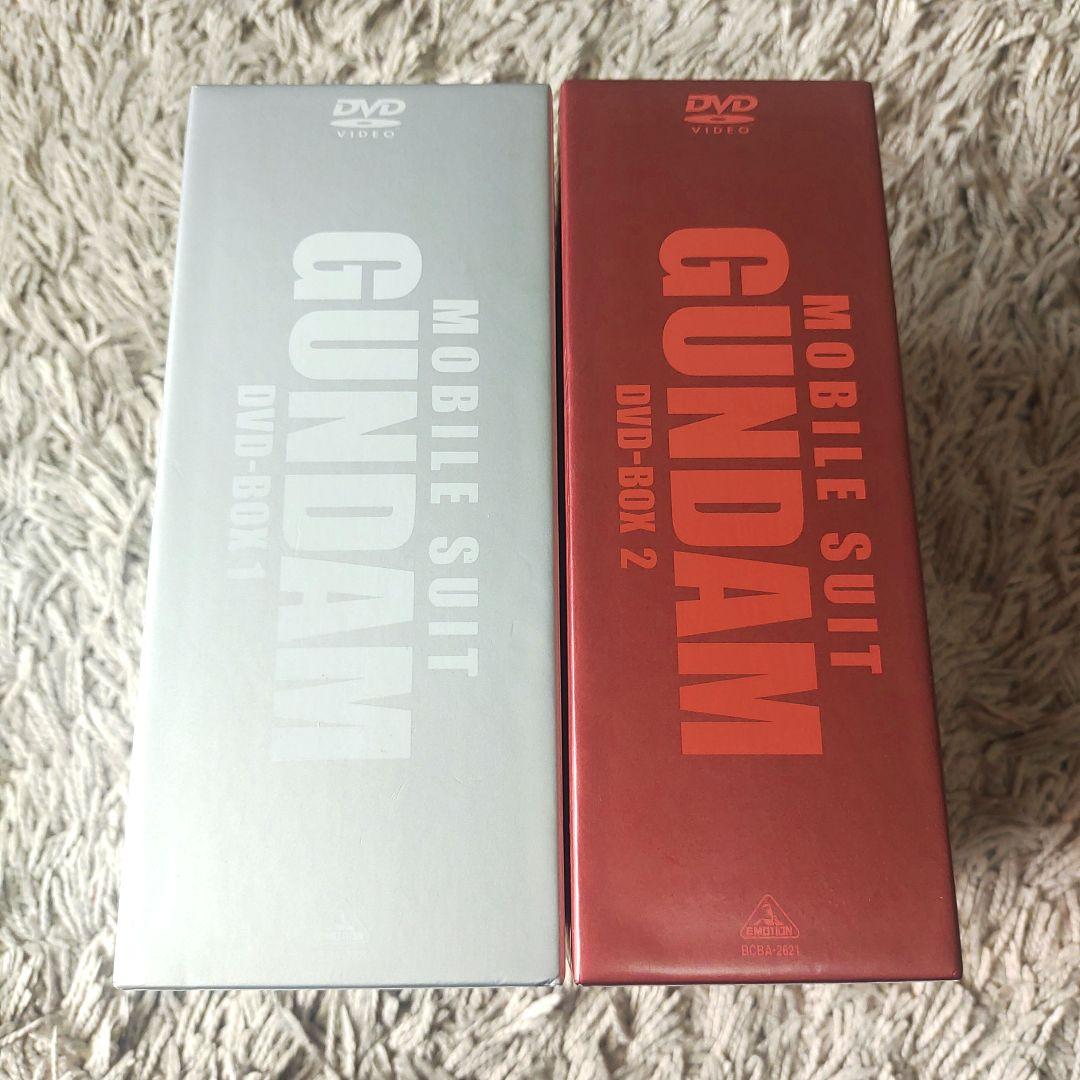 DVD
VIDEO
MOBILE SUIT
GUNDAM
DVD-BOX 1
DVD
VIDEO
MOBILE SUIT
GUNDAM
DVD-BOX 2
EMOTION
BCBA-2621